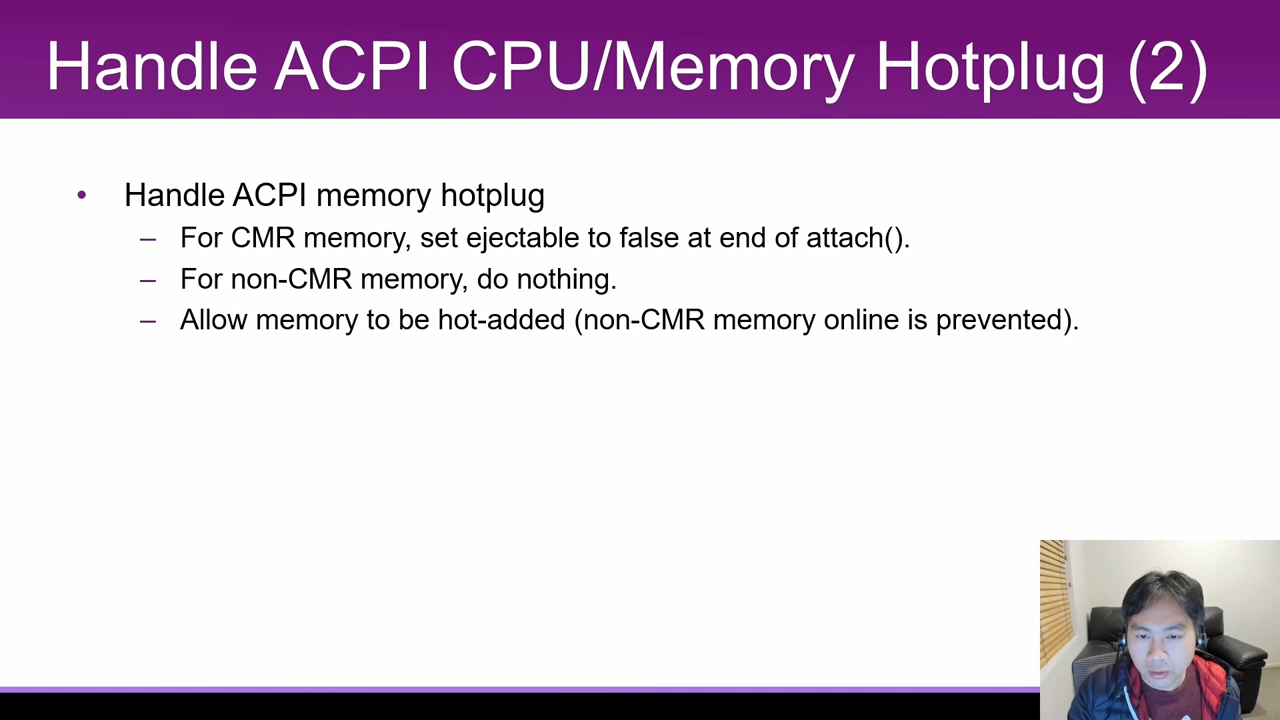 Handle ACPI CPU/Memory Hotplug (2)
• Handle ACPI memory hotplug
– For CMR memory, set ejectable to false at end of attach().
– For non-CMR memory, do nothing.
– Allow memory to be hot-added (non-CMR memory online is prevented).